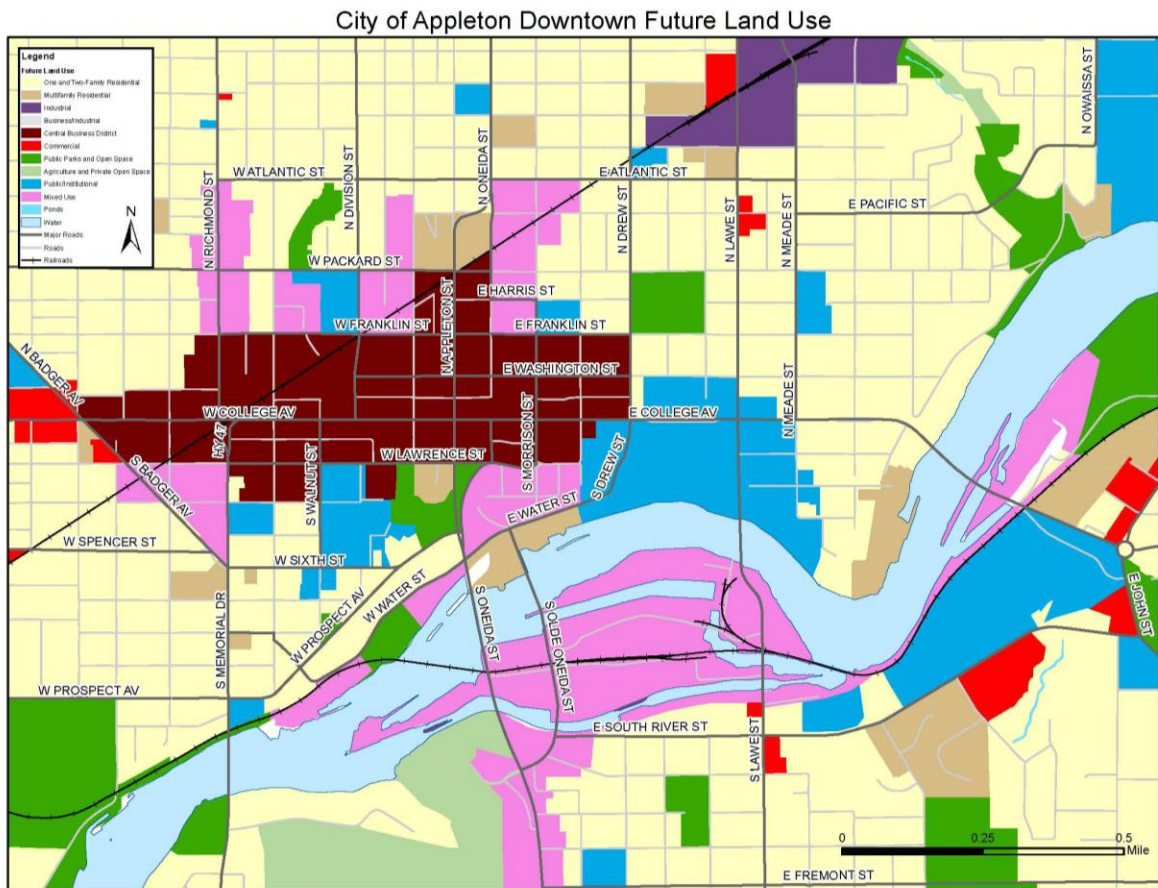 City of Appleton Downtown Future Land Use
Legend
Future Land Use
One and Two-Family Residential
Multifamily Residential
Industrial
Business/Industrial
Central Business District
Commercial
Public Parks and Open Space
Agriculture and Private Open Space
Public/Institutional
Mixed Use
Ponds
Water
Major Roads
Roads
Railroads
N
N RICHMOND ST
N DIVISION ST
N ONEIDA ST
N OWAISSA ST
W ATLANTIC ST
E ATLANTIC ST
N DREW ST
N LAWE ST
N MEADE ST
E PACIFIC ST
W PACKARD ST
N APPLETON ST
E HARRIS ST
W FRANKLIN ST
E FRANKLIN ST
N BADGER AV
E WASHINGTON ST
N MEADE ST
W COLLEGE AV
E COLLEGE AV
HY 47
S MORRISON ST
W LAWRENCE ST
S BADGER AV
S WALNUT ST
S DREW ST
E WATER ST
W SPENCER ST
W SIXTH ST
W PROSPECT AV
W WATER ST
S MEMORIAL DR
S ONEIDA ST
S OLDE ONEIDA ST
E JOHN ST
W PROSPECT AV
E SOUTH RIVER ST
S LAWE ST
0
0.25
0.5
Mile
E FREMONT ST